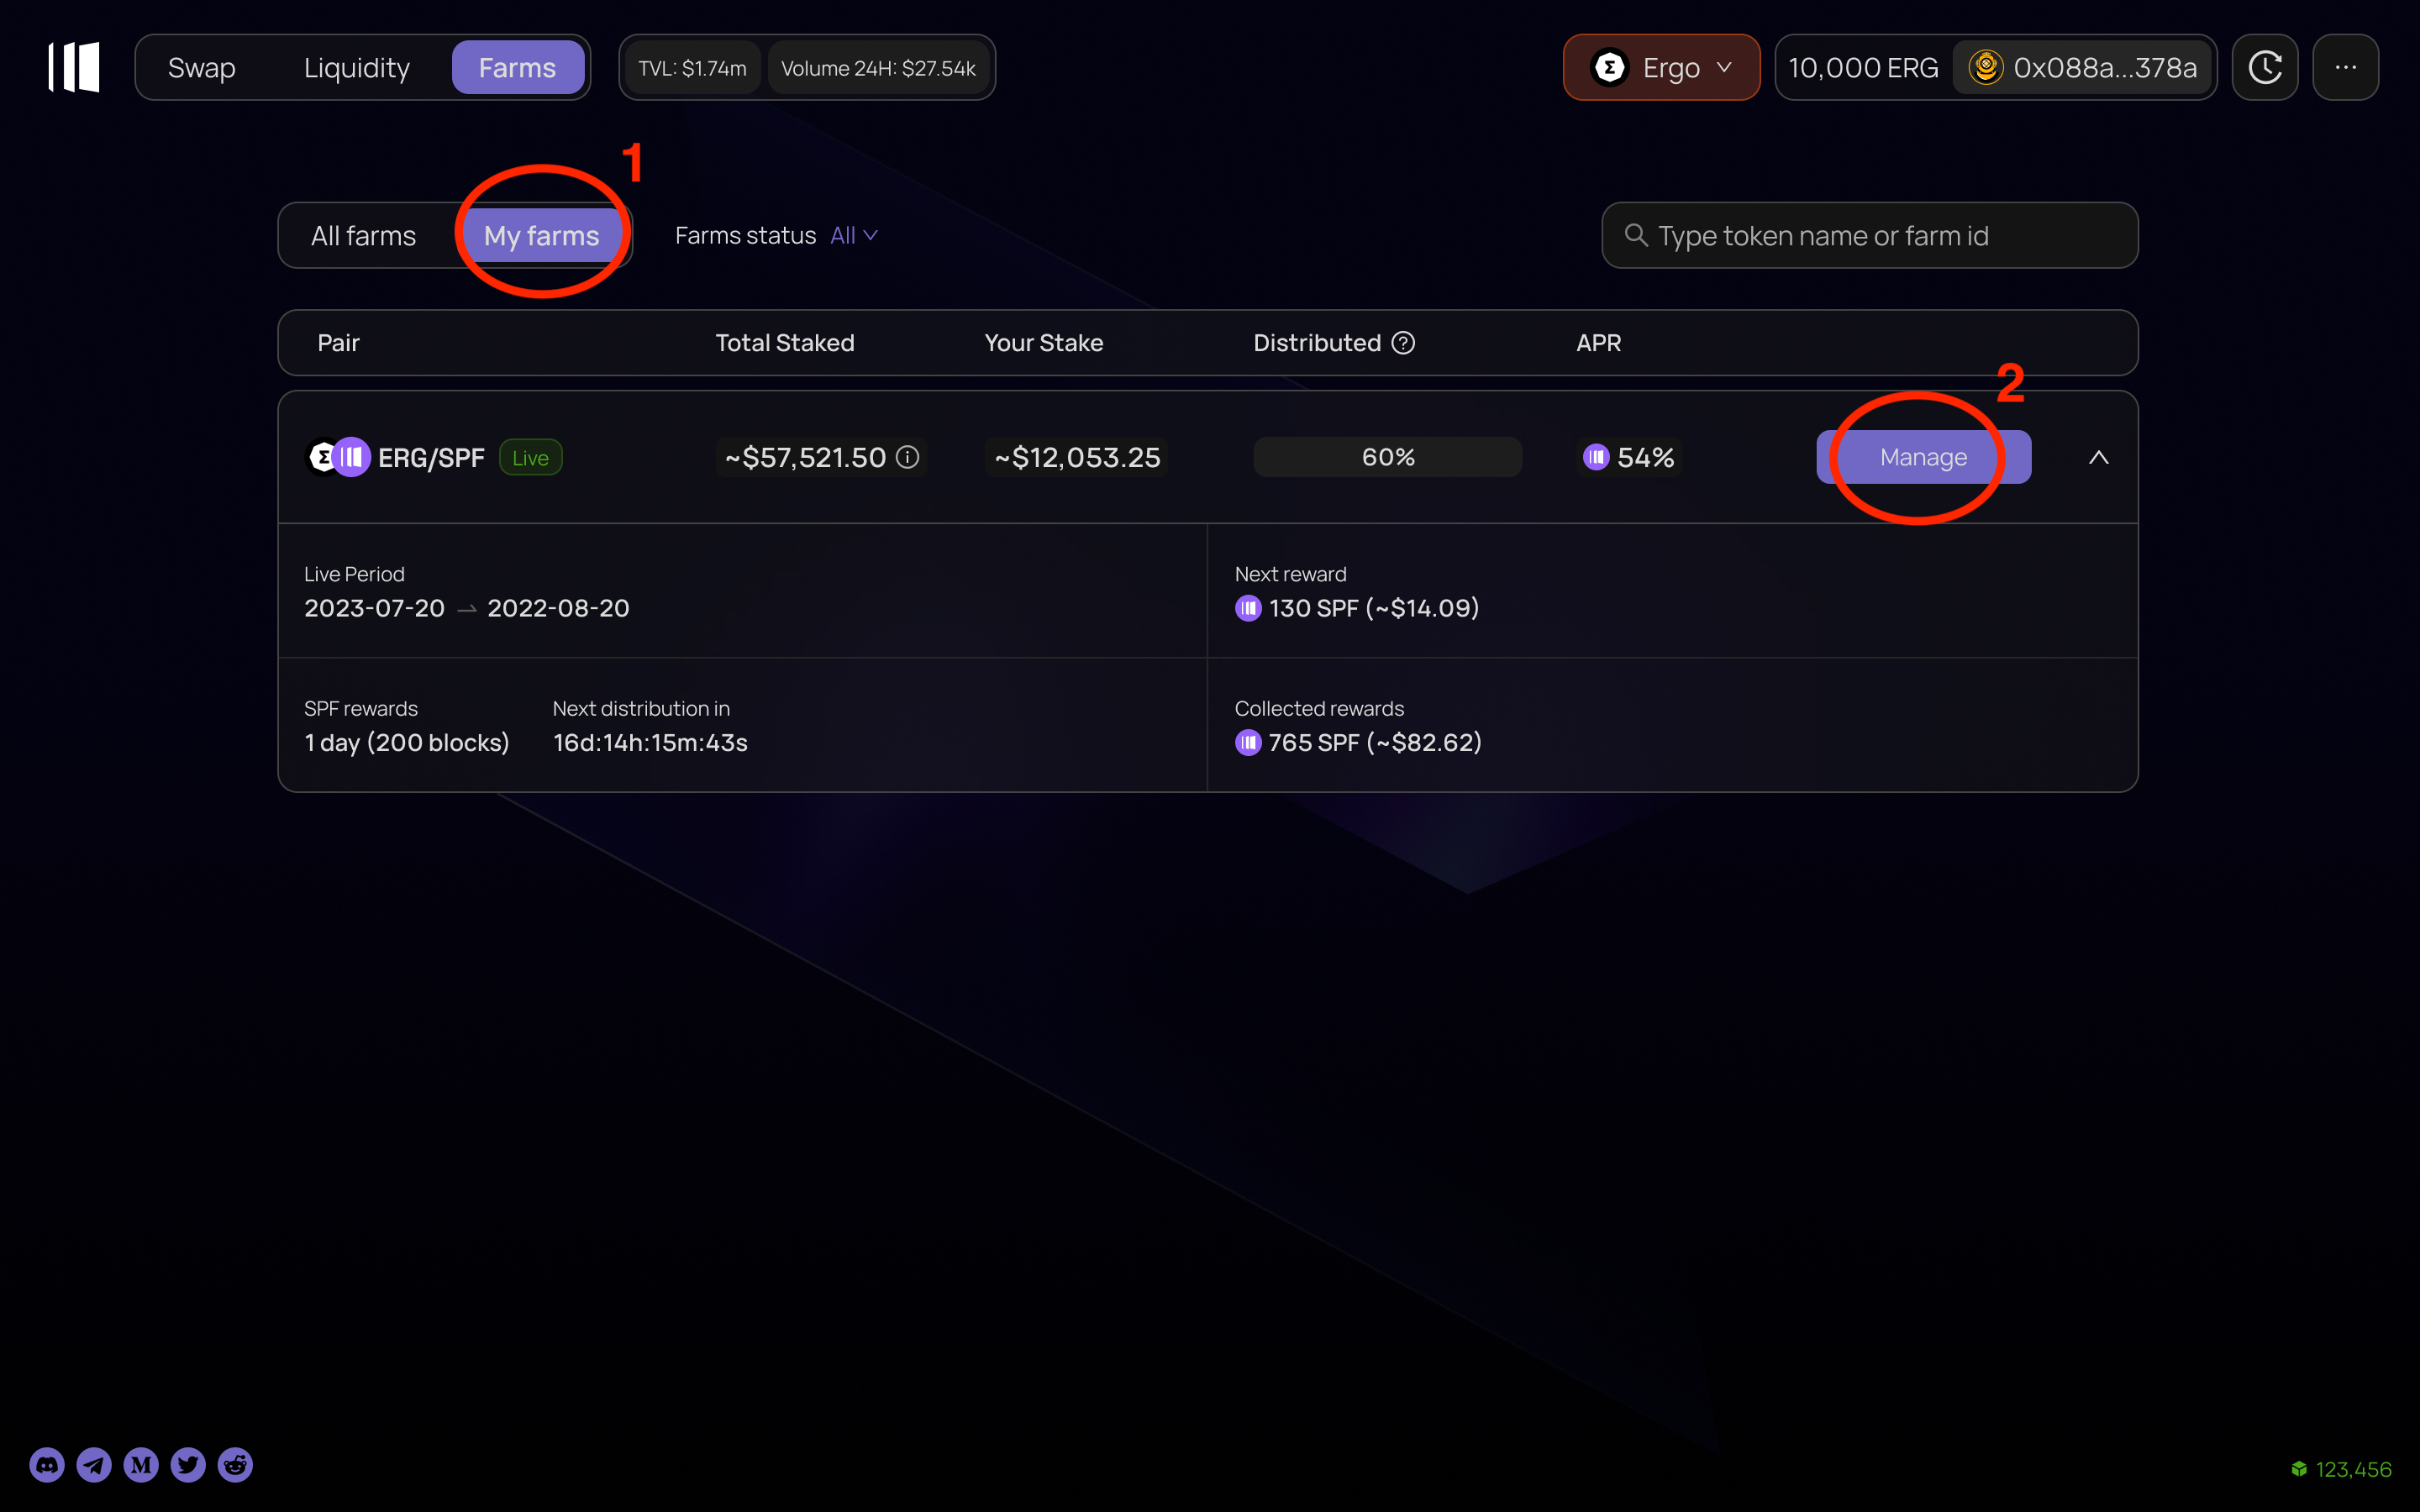 Swap Liquidity Farms TVL: $1.74m Volume 24H: $27.54k Ergo 10,000 ERG 0x088a...378a ...
1
All farms My farms Farms status All Type token name or farm id
Pair Total Staked Your Stake Distributed APR
2
ERG/SPF Live ~$57,521.50 ~$12,053.25 60% 54% Manage
Live Period Next reward
2023-07-20 → 2022-08-20 130 SPF (~$14.09)
SPF rewards Next distribution in Collected rewards
1 day (200 blocks) 16d:14h:15m:43s 765 SPF (~$82.62)
123,456